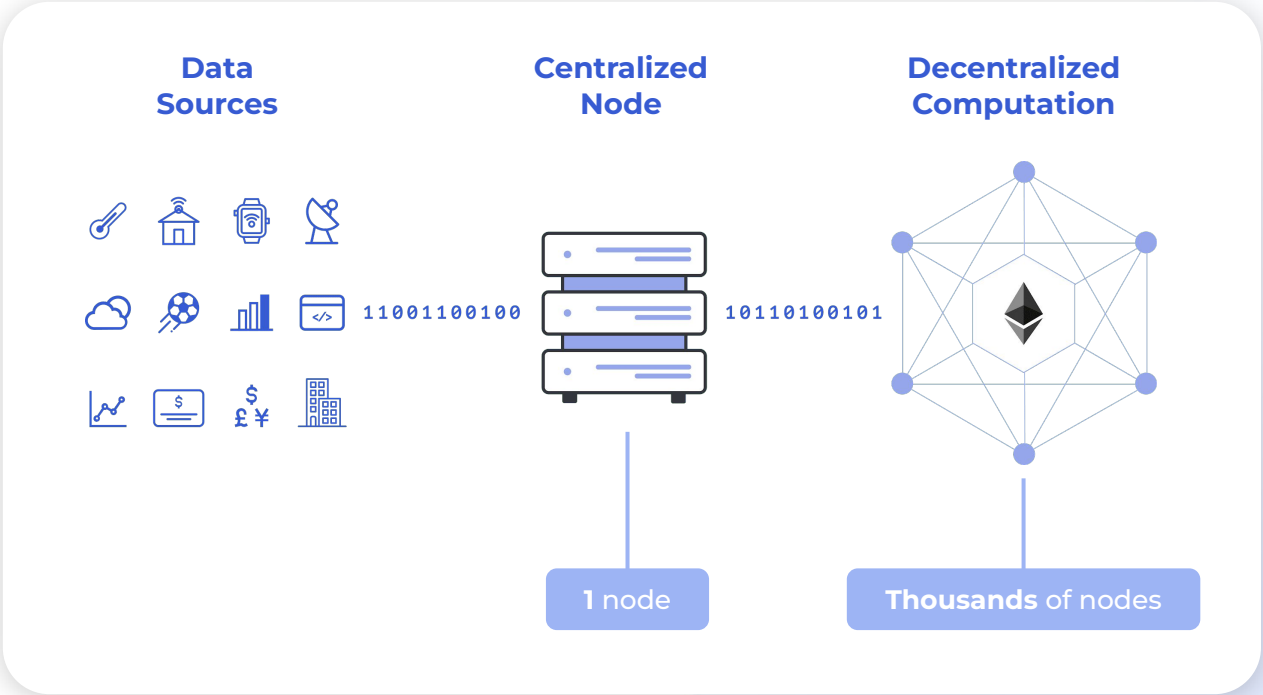 Data
Sources
Centralized
Node
Decentralized
Computation
</>
$
$
£ ¥
11001100100
10110100101
1 node
Thousands of nodes